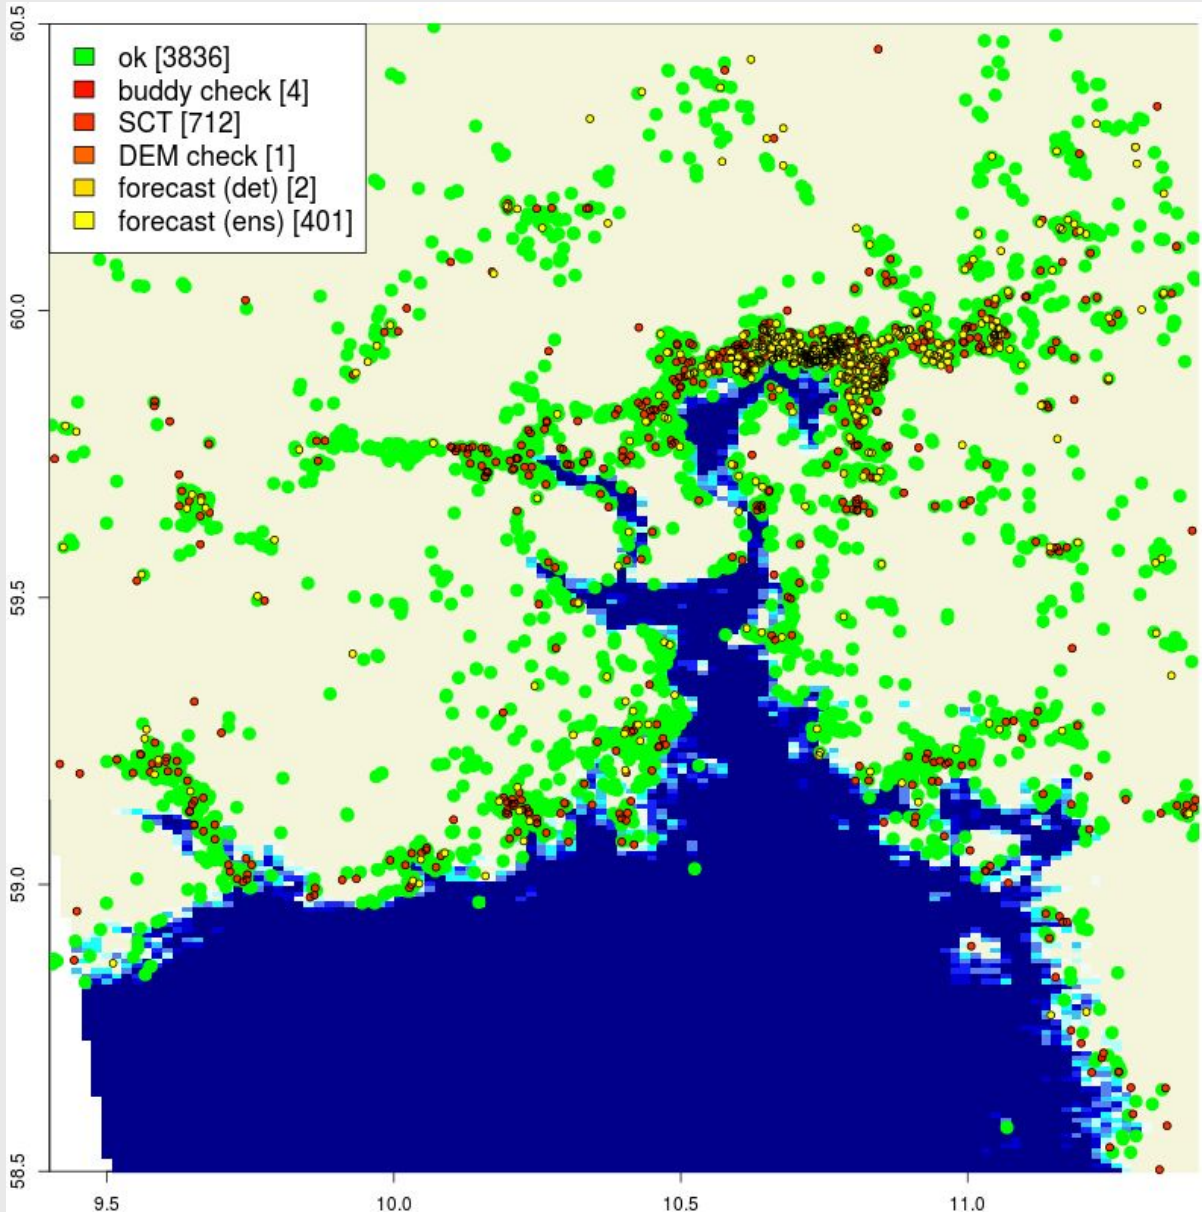 ok [3836]
buddy check [4]
SCT [712]
DEM check [1]
forecast (det) [2]
forecast (ens) [401]
60.5
60.0
59.5
59.0
58.5
9.5 10.0 10.5 11.0